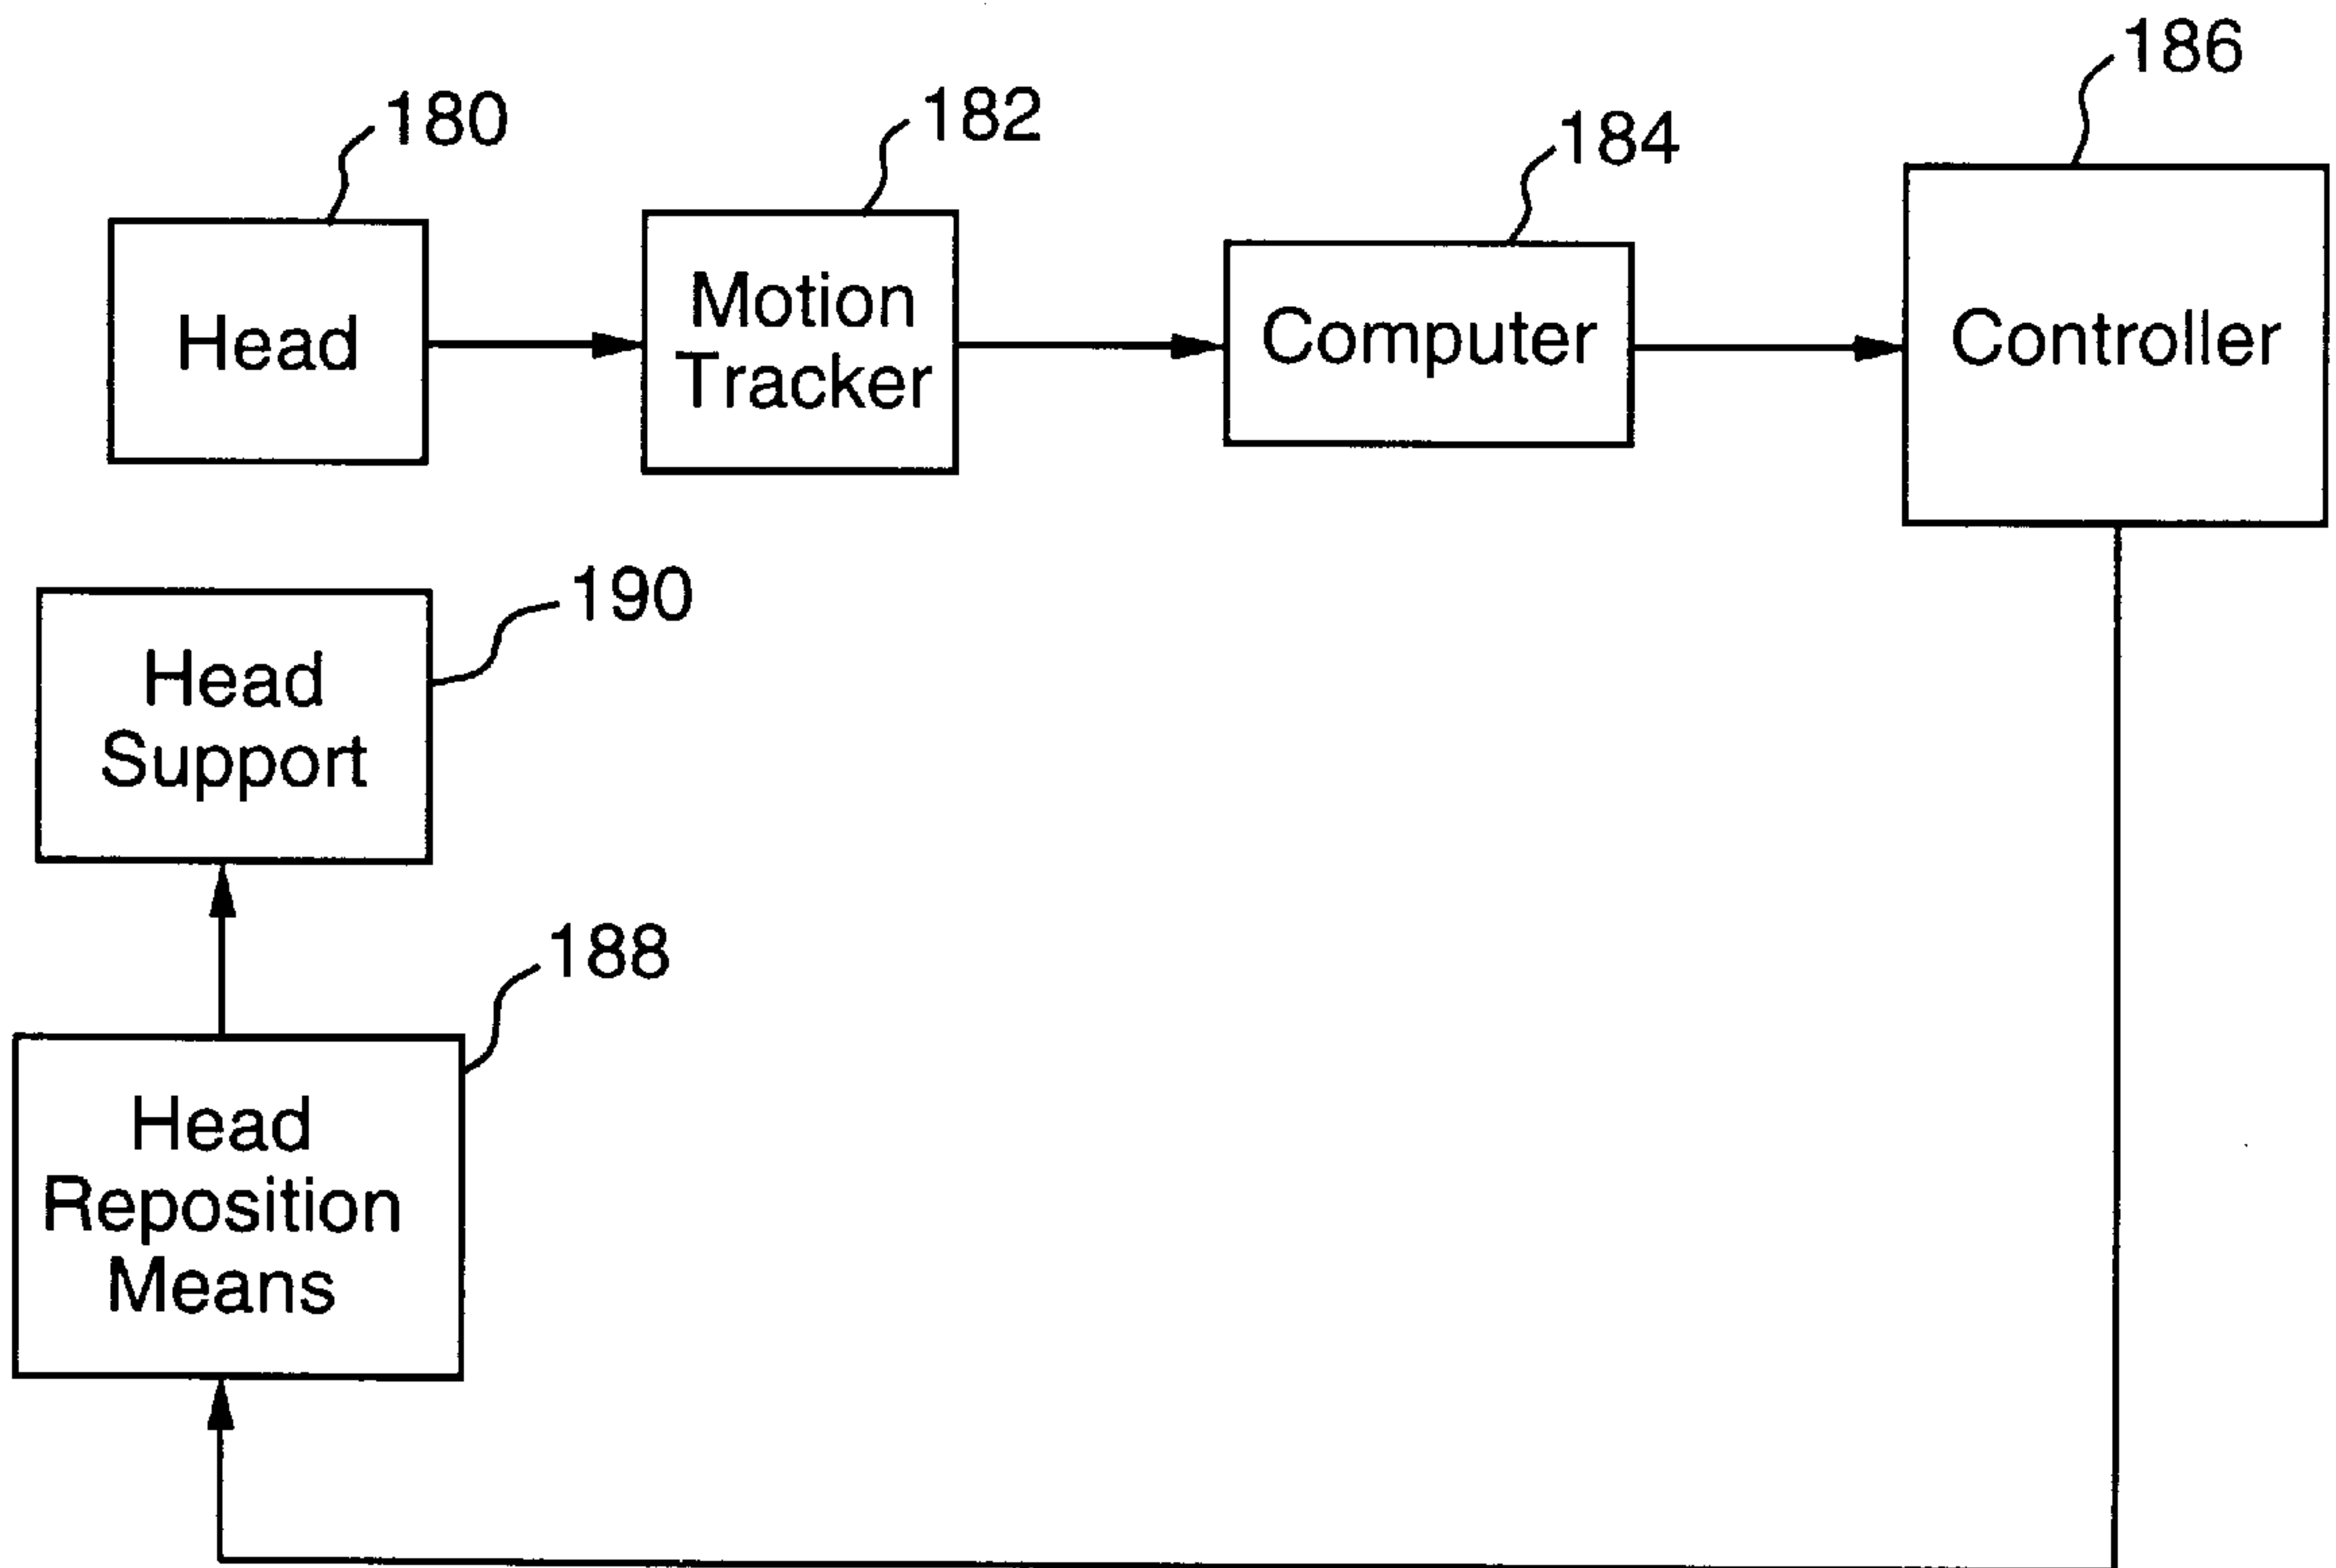 186
180
182
184
Head
Motion
Tracker
Computer
Controller
190
Head
Support
188
Head
Reposition
Means